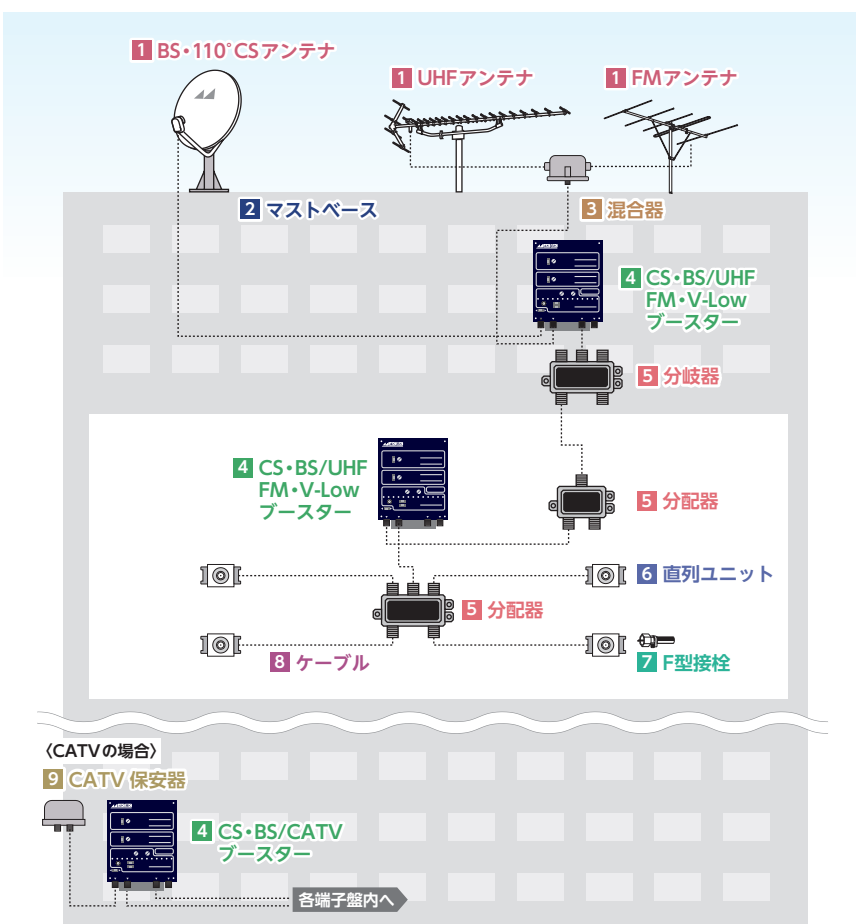 1 BS・110°CSアンテナ
1 UHFアンテナ
1 FMアンテナ
2 マストベース
3 混合器
4 CS・BS/UHF
FM・V-Low
ブースター
5 分岐器
4 CS・BS/UHF
FM・V-Low
ブースター
5 分配器
6 直列ユニット
5 分配器
8 ケーブル
7 F型接栓
〈CATVの場合〉
9 CATV 保安器
4 CS・BS/CATV
ブースター
各端子盤内へ